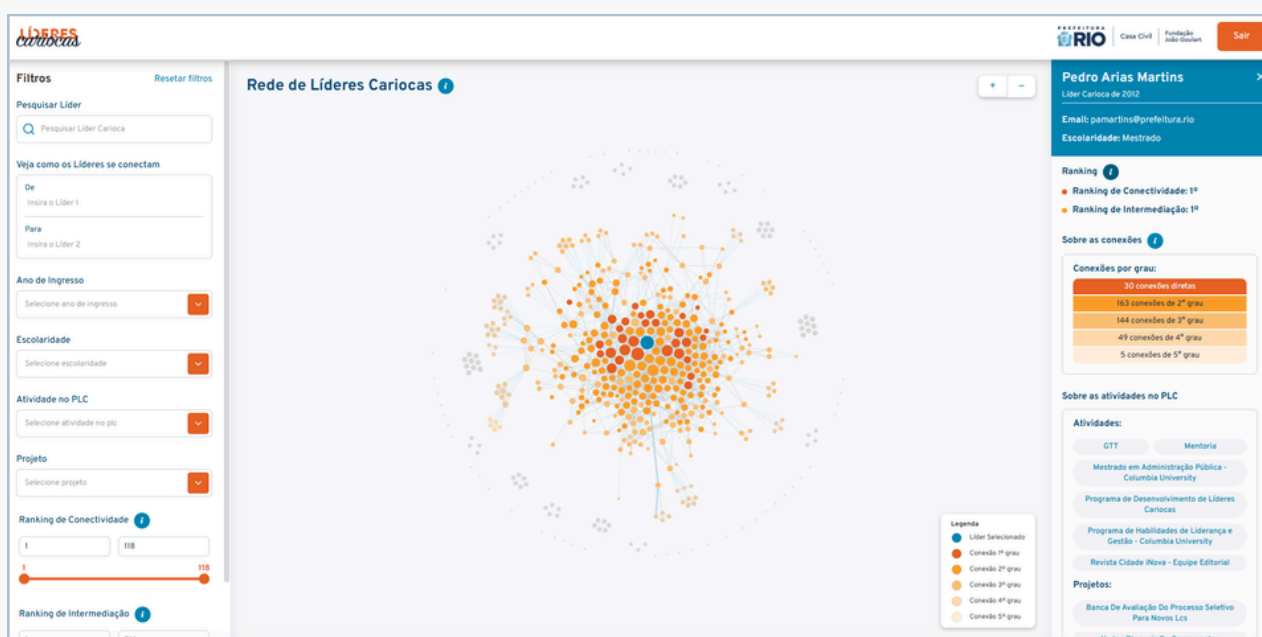 LÍDERES
cariocas
PREFEITURA
RIO
Casa Civil
Fundação
João Goulart
Sair
Filtros
Resetar filtros
Pesquisar Líder
Pesquisar Líder Carioca
Veja como os Líderes se conectam
De
Insira o Líder 1
Para
Insira o Líder 2
Ano de Ingresso
Selecione ano de ingresso
Escolaridade
Selecione escolaridade
Atividade no PLC
Selecione atividade no plc
Projeto
Selecione projeto
Ranking de Conectividade i
1
118
1
118
Ranking de Intermediação i
Rede de Líderes Cariocas i
+ −
Legenda
Líder Selecionado
Conexão 1º grau
Conexão 2º grau
Conexão 3º grau
Conexão 4º grau
Conexão 5º grau
Pedro Arias Martins
Líder Carioca de 2012
Email: pamartins@prefeitura.rio
Escolaridade: Mestrado
Ranking i
Ranking de Conectividade: 1º
Ranking de Intermediação: 1º
Sobre as conexões i
Conexões por grau:
30 conexões diretas
163 conexões de 2° grau
144 conexões de 3° grau
49 conexões de 4° grau
5 conexões de 5° grau
Sobre as atividades no PLC
Atividades:
GTT
Mentoria
Mestrado em Administração Pública -
Columbia University
Programa de Desenvolvimento de Líderes
Cariocas
Programa de Habilidades de Liderança e
Gestão - Columbia University
Revista Cidade iNova - Equipe Editorial
Projetos:
Banca De Avaliação Do Processo Seletivo
Para Novos Lcs